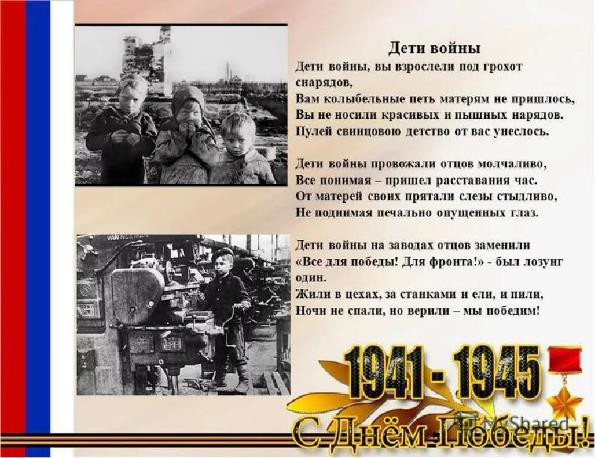 Дети войны
Дети войны, вы взрослели под грохот
снарядов,
Вам колыбельные петь матерям не пришлось,
Вы не носили красивых и пышных нарядов.
Пулей свинцовою детство от вас унеслось.
Дети войны провожали отцов молчаливо,
Все понимая – пришел расставания час.
От матерей своих прятали слезы стыдливо,
Не поднимая печально опущенных глаз.
Дети войны на заводах отцов заменили
«Все для победы! Для фронта!» - был лозунг
один.
Жили в цехах, за станками и ели, и пили,
Ночи не спали, но верили – мы победим!
1941 - 1945
MyShared
С Днём Победы!